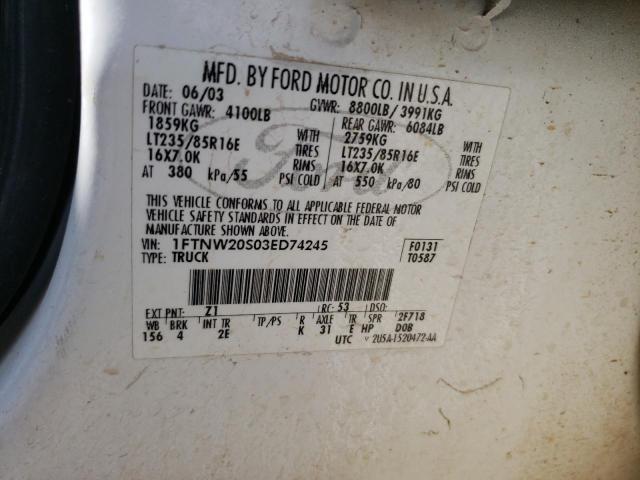 MFD. BY FORD MOTOR CO. IN U.S.A.
DATE: 06/03 GVWR: 8800LB/ 3991KG
FRONT GAWR: 4100LB REAR GAWR: 6084LB
1859KG WITH 2759KG WITH
LT235/85R16E TIRES LT235/85R16E TIRES
16X7.0K RIMS 16X7.0K RIMS
AT 380 kPa/55 PSI COLD AT 550 kPa/80 PSI COLD
Ford
THIS VEHICLE CONFORMS TO ALL APPLICABLE FEDERAL MOTOR
VEHICLE SAFETY STANDARDS IN EFFECT ON THE DATE OF
MANUFACTURE SHOWN ABOVE.
VIN: 1FTNW20S03ED74245 F0131
TYPE: TRUCK T0587
EXT PNT: Z1 RC: 53 DSO:
WB BRK INT TR TP/PS R AXLE TR SPR 2F718
156 4 2E K 31 E HP DOB
UTC ▿ 2U5A-1520472-AA